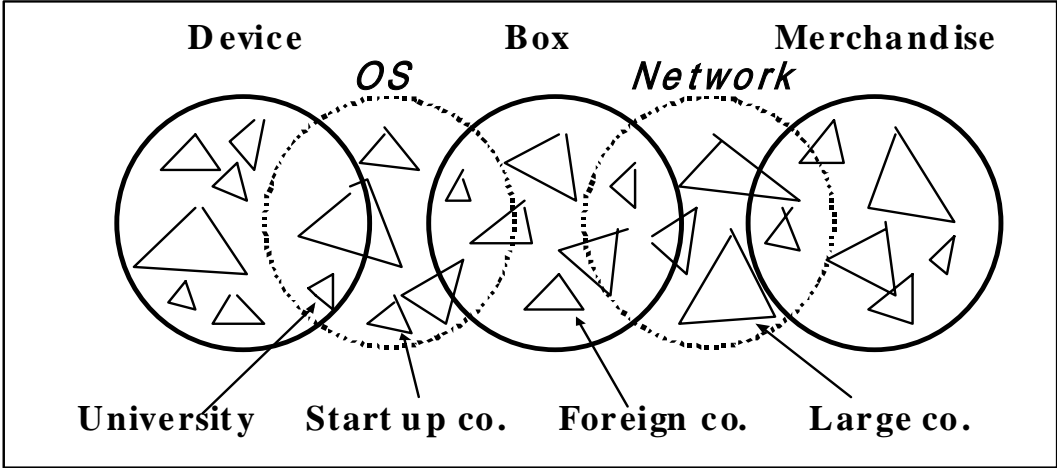 Device Box Merchandise
OS Network
University Start up co. Foreign co. Large co.